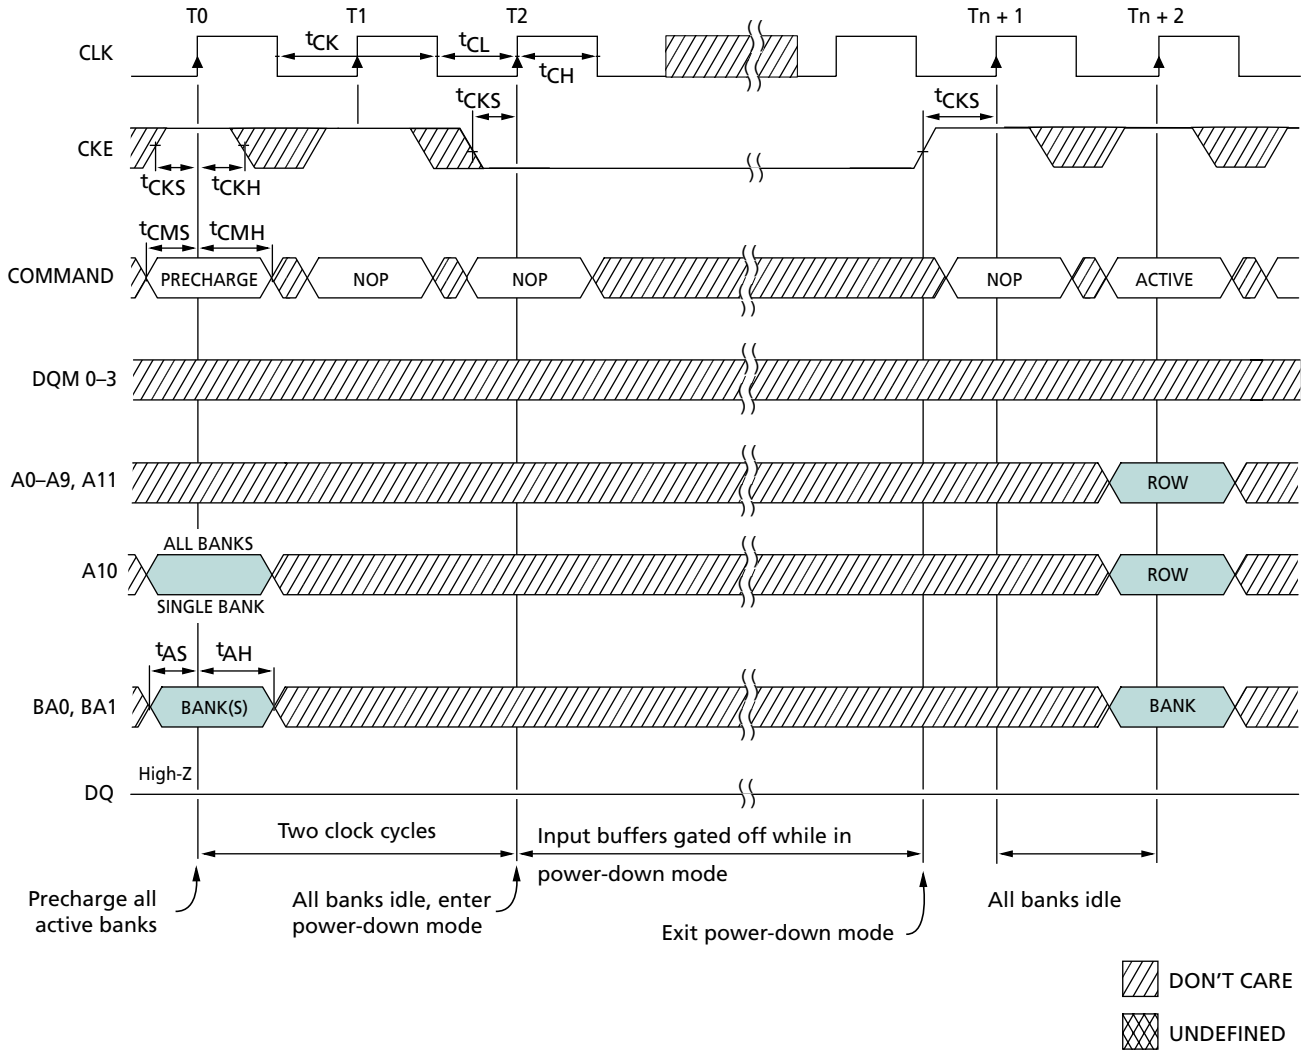 T0 T1 T2 Tn + 1 Tn + 2
CLK
tCK tCL
tCH
tCKS tCKS
CKE
tCKS tCKH
tCMS tCMH
COMMAND PRECHARGE NOP NOP NOP ACTIVE
DQM 0–3
A0–A9, A11 ROW
ALL BANKS
A10 ROW
SINGLE BANK
tAS tAH
BA0, BA1 BANK(S) BANK
High-Z
DQ
Two clock cycles
Input buffers gated off while in
power-down mode
Precharge all
active banks
All banks idle, enter
power-down mode
Exit power-down mode
All banks idle
DON'T CARE
UNDEFINED